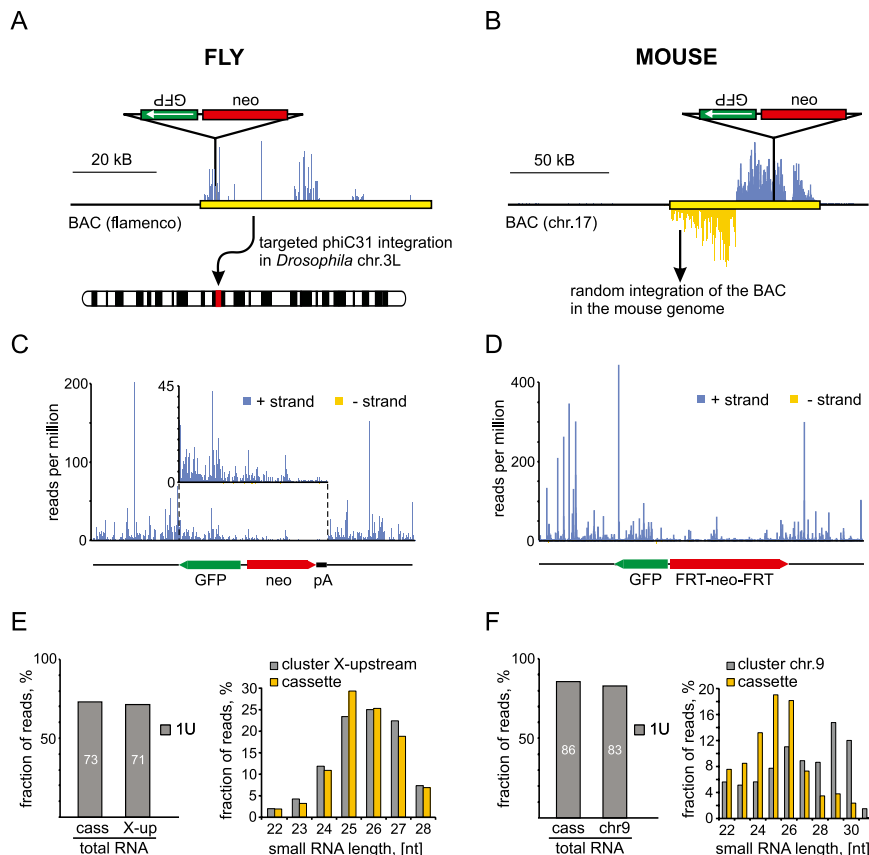 A
B
FLY
MOUSE
GFP
neo
GFP
neo
20 kB
50 kB
BAC (flamenco)
BAC (chr.17)
targeted phiC31 integration
in Drosophila chr.3L
random integration of the BAC
in the mouse genome
C
D
reads per million
200
100
0
45
0
+ strand
- strand
GFP
neo
pA
reads per million
400
200
0
+ strand
- strand
GFP
FRT-neo-FRT
E
F
fraction of reads, %
100
50
73
71
1U
cass
X-up
total RNA
fraction of reads, %
cluster X-upstream
cassette
30
25
20
15
10
5
0
22 23 24 25 26 27 28
small RNA length, [nt]
fraction of reads, %
100
50
86
83
1U
cass
chr9
total RNA
fraction of reads, %
cluster chr.9
cassette
20
16
12
8
4
0
22 24 26 28 30
small RNA length, [nt]